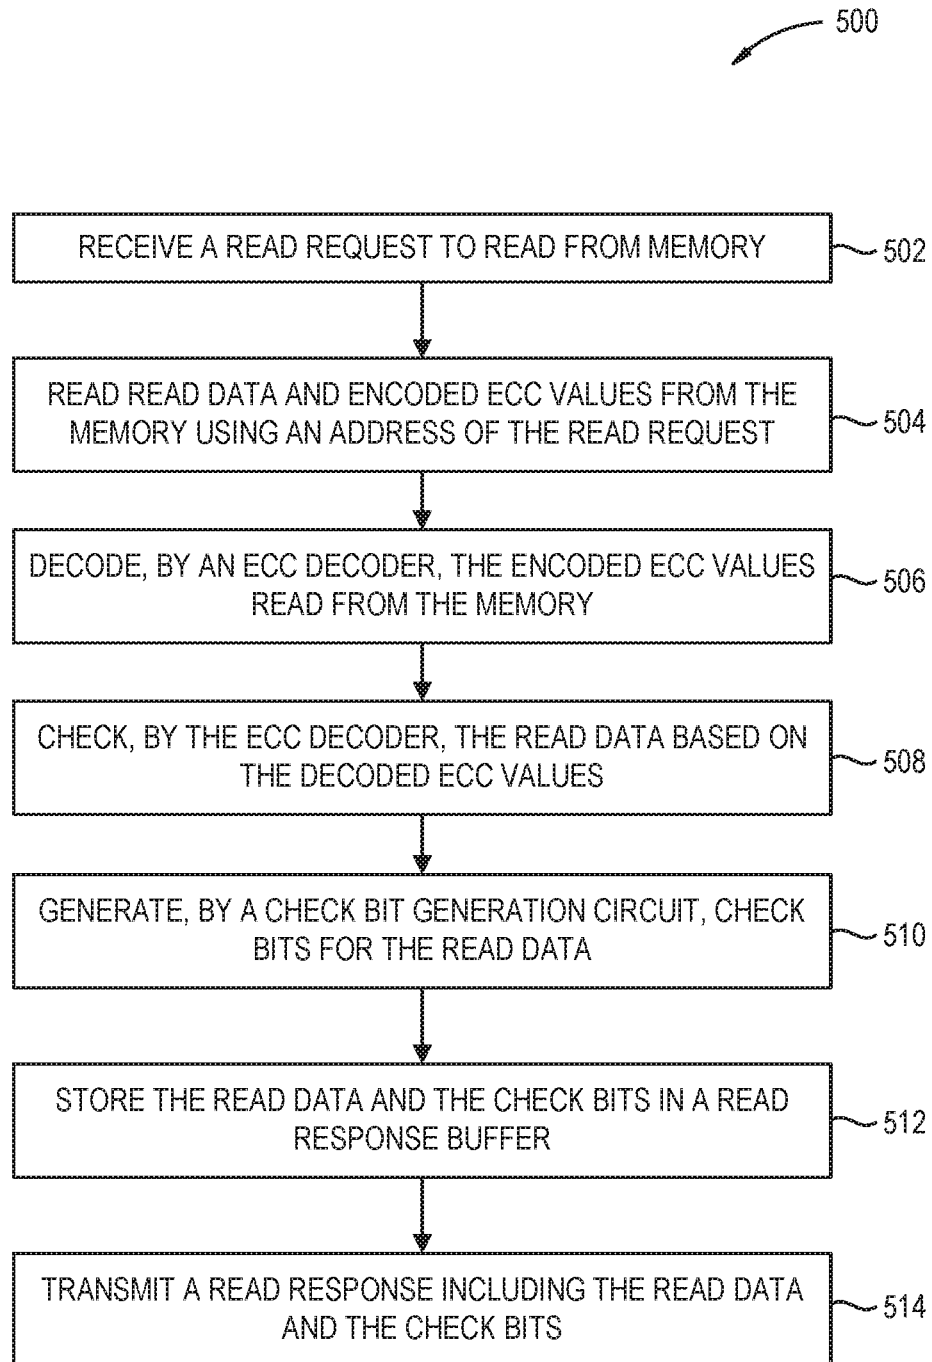 500
RECEIVE A READ REQUEST TO READ FROM MEMORY
502
READ READ DATA AND ENCODED ECC VALUES FROM THE
MEMORY USING AN ADDRESS OF THE READ REQUEST
504
DECODE, BY AN ECC DECODER, THE ENCODED ECC VALUES
READ FROM THE MEMORY
506
CHECK, BY THE ECC DECODER, THE READ DATA BASED ON
THE DECODED ECC VALUES
508
GENERATE, BY A CHECK BIT GENERATION CIRCUIT, CHECK
BITS FOR THE READ DATA
510
STORE THE READ DATA AND THE CHECK BITS IN A READ
RESPONSE BUFFER
512
TRANSMIT A READ RESPONSE INCLUDING THE READ DATA
AND THE CHECK BITS
514